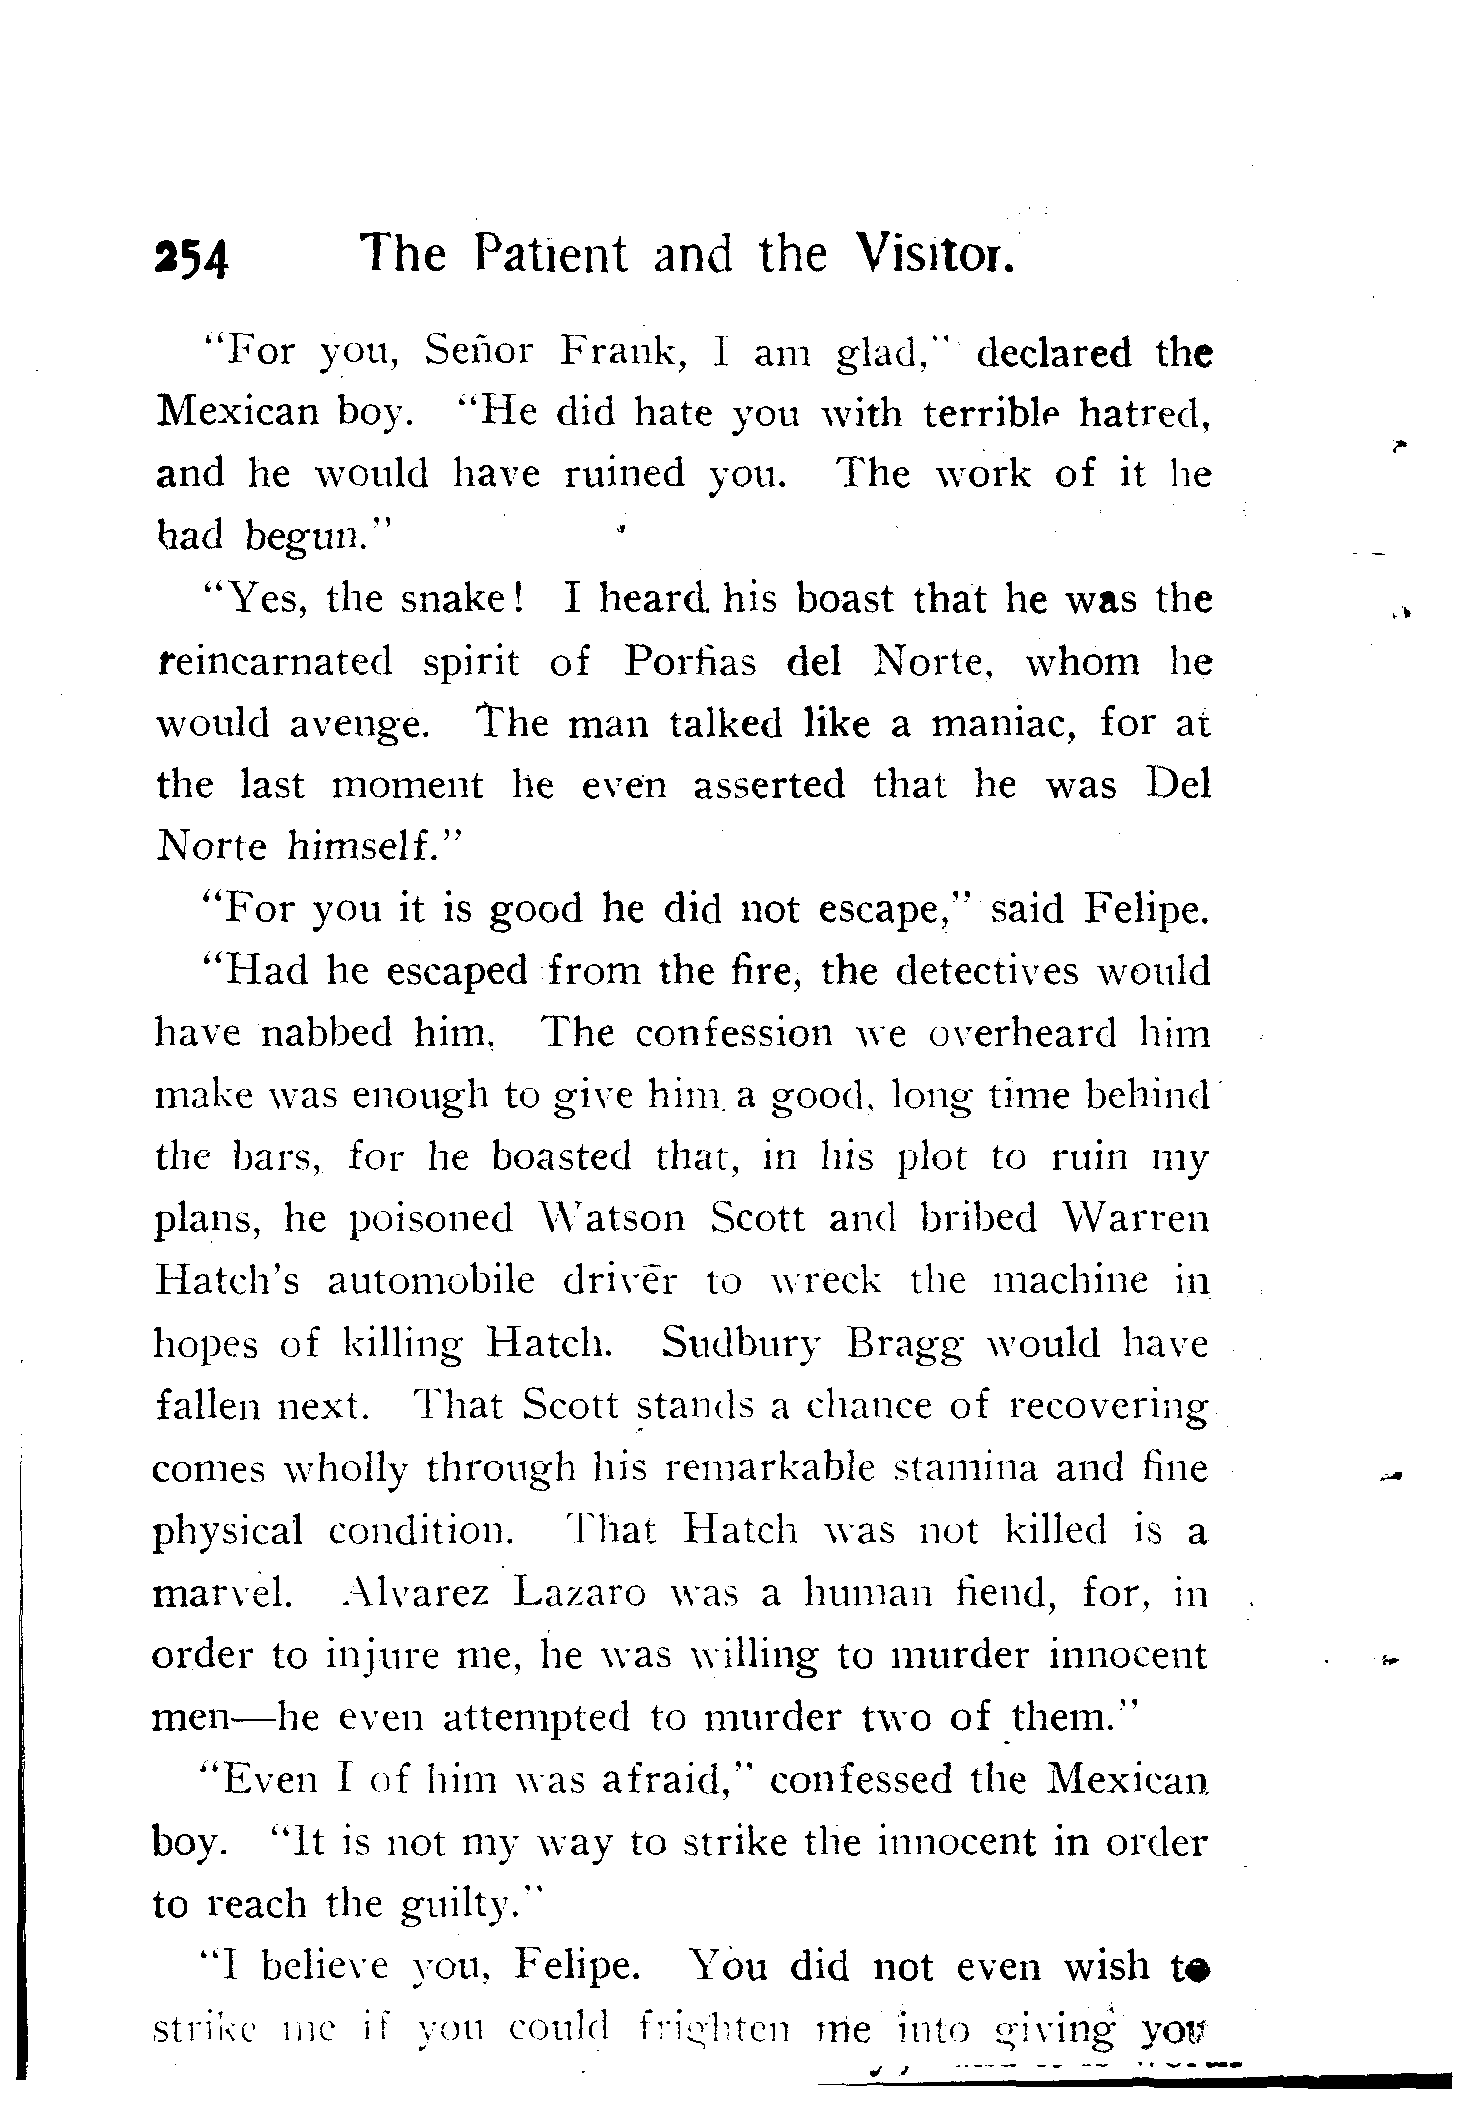 254 The Patient and the Visitor.
“For you, Señor Frank, I am glad,” declared the
Mexican boy. “He did hate you with terrible hatred,
and he would have ruined you. The work of it he
had begun.”
“Yes, the snake! I heard his boast that he was the
reincarnated spirit of Porfias del Norte, whom he
would avenge. The man talked like a maniac, for at
the last moment he even asserted that he was Del
Norte himself.”
“For you it is good he did not escape,” said Felipe.
“Had he escaped from the fire, the detectives would
have nabbed him. The confession we overheard him
make was enough to give him a good, long time behind
the bars, for he boasted that, in his plot to ruin my
plans, he poisoned Watson Scott and bribed Warren
Hatch’s automobile driver to wreck the machine in
hopes of killing Hatch. Sudbury Bragg would have
fallen next. That Scott stands a chance of recovering
comes wholly through his remarkable stamina and fine
physical condition. That Hatch was not killed is a
marvel. Alvarez Lazaro was a human fiend, for, in
order to injure me, he was willing to murder innocent
men—he even attempted to murder two of them.”
“Even I of him was afraid,” confessed the Mexican
boy. “It is not my way to strike the innocent in order
to reach the guilty.”
“I believe you, Felipe. You did not even wish to
strike me if you could frighten me into giving you